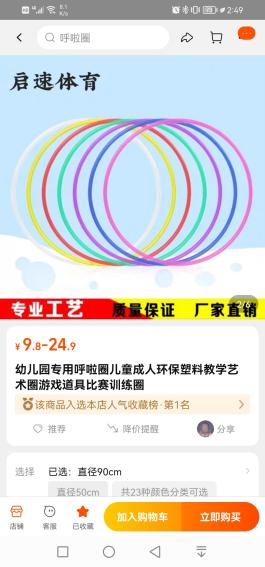 8.1
K/s
2:49
呼啦圈
启速体育
专业工艺 质量保证 厂家直销
2/6
¥9.8-24.9
幼儿园专用呼啦圈儿童成人环保塑料教学艺
术圈游戏道具比赛训练圈
该商品入选本店人气收藏榜·第1名
推荐 降价提醒 分享
选择 已选：直径90cm
直径50cm 共23种颜色分类可选
店铺 客服 已收藏 加入购物车 立即购买